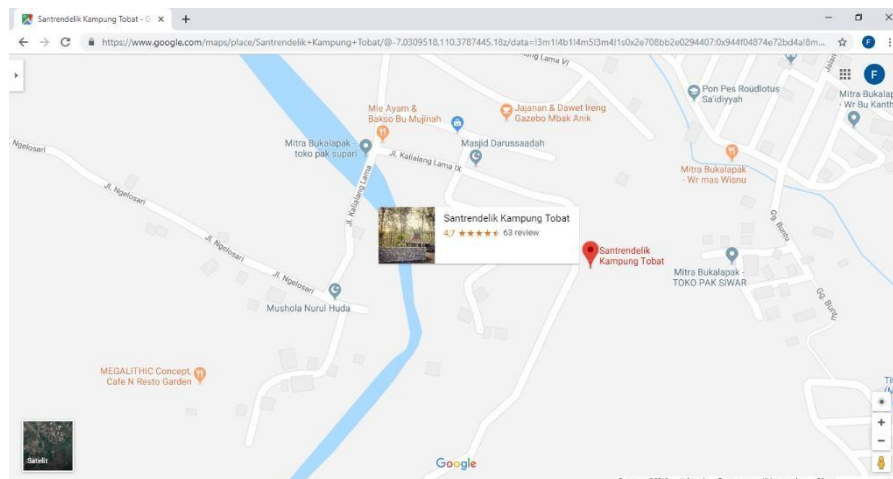 Santrendelik Kampung Tobat - G
https://www.google.com/maps/place/Santrendelik+Kampung+Tobat/@-7.0309518,110.3787445,18z/data=!3m1!4b1!4m5!3m4!1s0x2e708bb2e0294407:0x944f04874e72bd4a!8m...
F
F
ng Lama VI
Jalan
Pon Pes Roudlotus
Sa'idiyyah
Mitra Bukalap
- Wr Bu Kanth
Mie Ayam &
Bakso Bu Mujinah
Jajanan & Dawet Ireng
Gazebo Mbak Anik
Mitra Bukalapak -
toko pak supari
Masjid Darussaadah
Jl. Kalialang Lama IX
Ngelosari
Mitra Bukalapak
- Wr mas Wisnu
Jl. Ngelosari
Jl. Kalialang Lama
Santrendelik Kampung Tobat
4,7 63 review
Gg. Buntu
Jl. Ngelosari
Santrendelik
Kampung Tobat
Jl. Ngelosari
Mitra Bukalapak -
TOKO PAK SIWAR
Mushola Nurul Huda
Gg. Buntu
MEGALITHIC Concept,
Cafe N Resto Garden
Satelit
Google